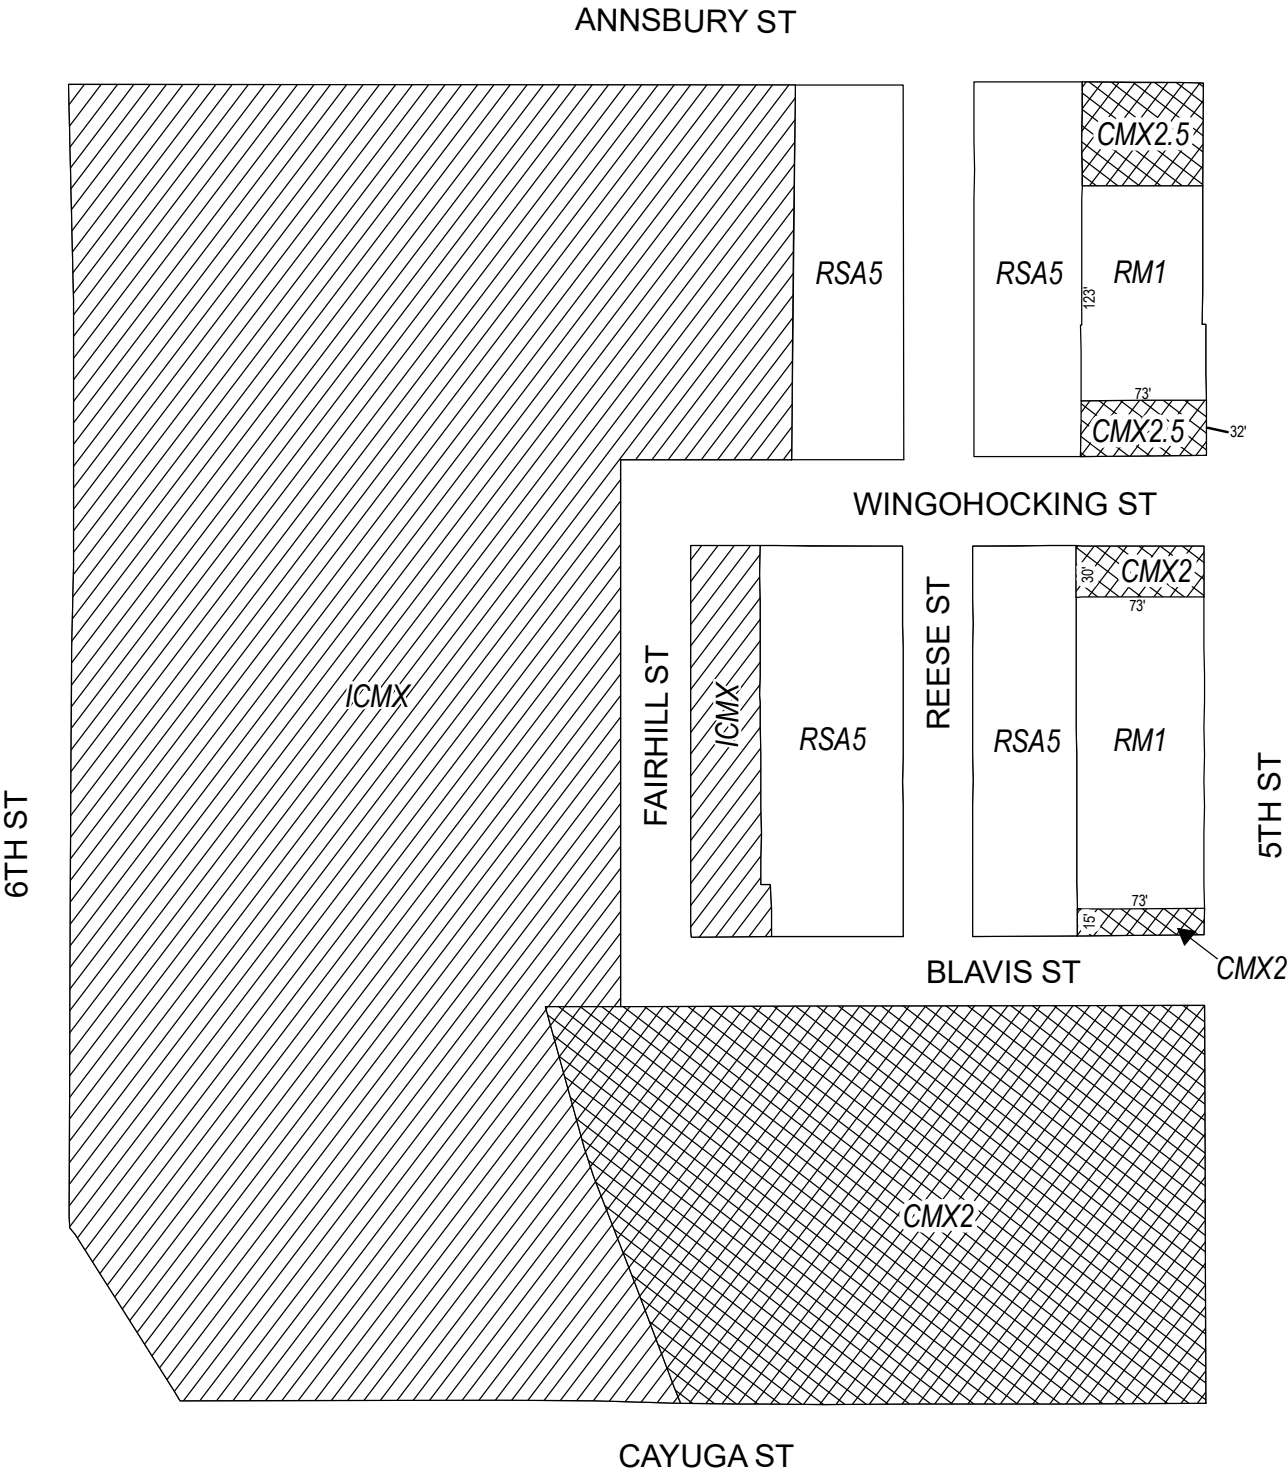 ANNSBURY ST
CMX2.5
RSA5
RSA5
RM1
123'
73'
CMX2.5
32'
WINGOHOCKING ST
30'
CMX2
73'
REESE ST
FAIRHILL ST
ICMX
ICMX
RSA5
RSA5
RM1
5TH ST
6TH ST
73'
15'
BLAVIS ST
CMX2
CMX2
CAYUGA ST